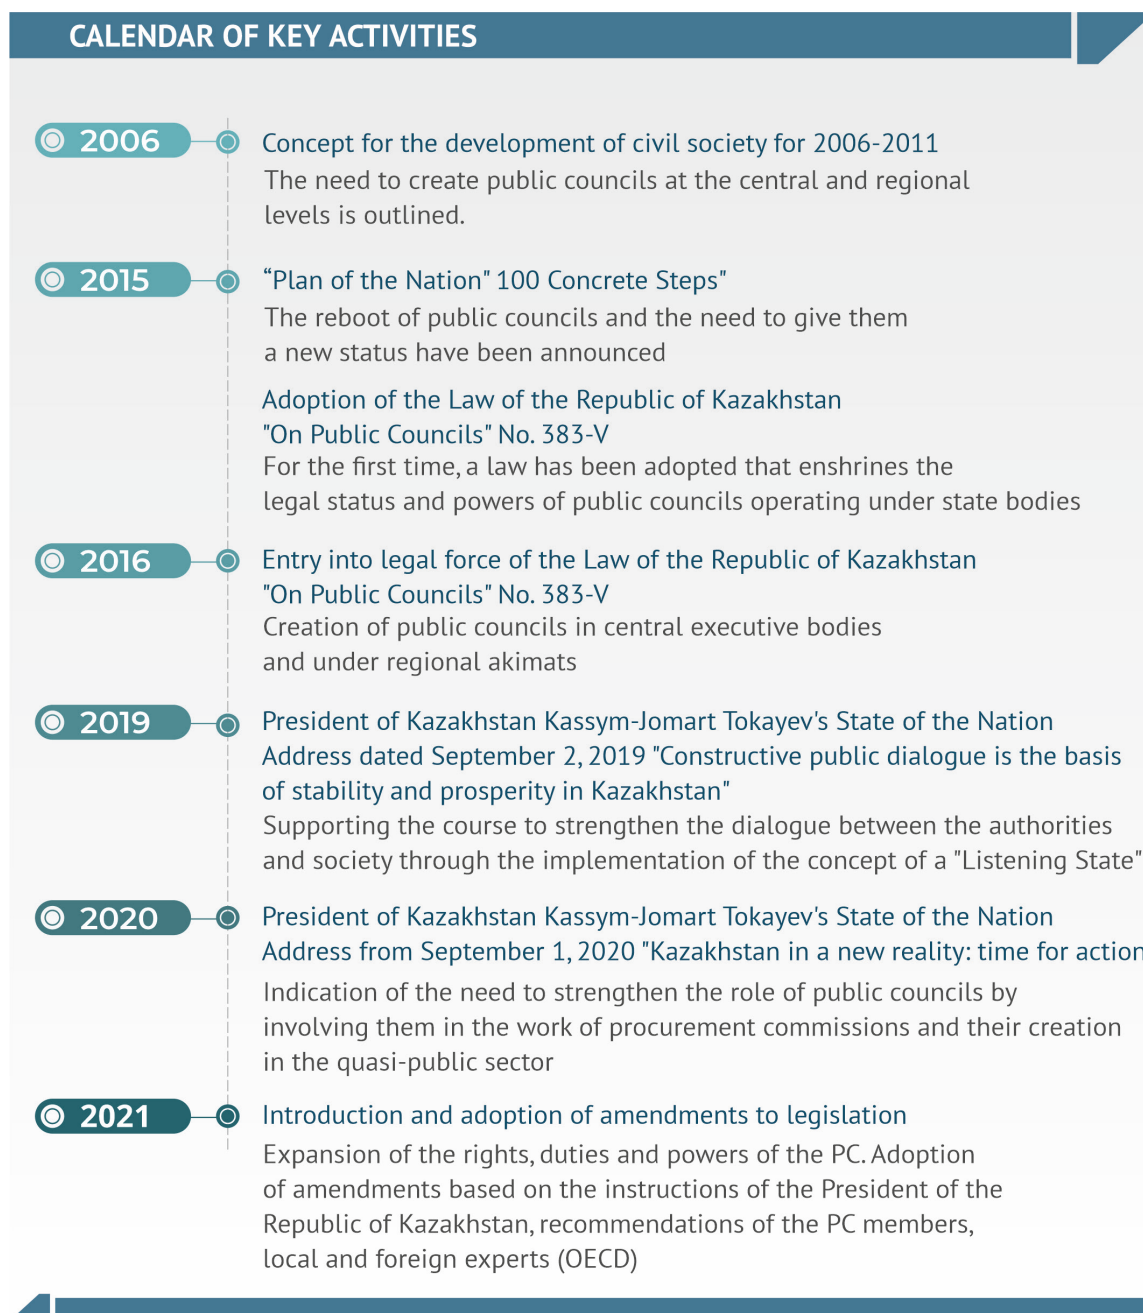 CALENDAR OF KEY ACTIVITIES
2006
Concept for the development of civil society for 2006-2011
The need to create public councils at the central and regional
levels is outlined.
2015
“Plan of the Nation" 100 Concrete Steps"
The reboot of public councils and the need to give them
a new status have been announced
Adoption of the Law of the Republic of Kazakhstan
"On Public Councils" No. 383-V
For the first time, a law has been adopted that enshrines the
legal status and powers of public councils operating under state bodies
2016
Entry into legal force of the Law of the Republic of Kazakhstan
"On Public Councils" No. 383-V
Creation of public councils in central executive bodies
and under regional akimats
2019
President of Kazakhstan Kassym-Jomart Tokayev's State of the Nation
Address dated September 2, 2019 "Constructive public dialogue is the basis
of stability and prosperity in Kazakhstan"
Supporting the course to strengthen the dialogue between the authorities
and society through the implementation of the concept of a "Listening State"
2020
President of Kazakhstan Kassym-Jomart Tokayev's State of the Nation
Address from September 1, 2020 "Kazakhstan in a new reality: time for action
Indication of the need to strengthen the role of public councils by
involving them in the work of procurement commissions and their creation
in the quasi-public sector
2021
Introduction and adoption of amendments to legislation
Expansion of the rights, duties and powers of the PC. Adoption
of amendments based on the instructions of the President of the
Republic of Kazakhstan, recommendations of the PC members,
local and foreign experts (OECD)